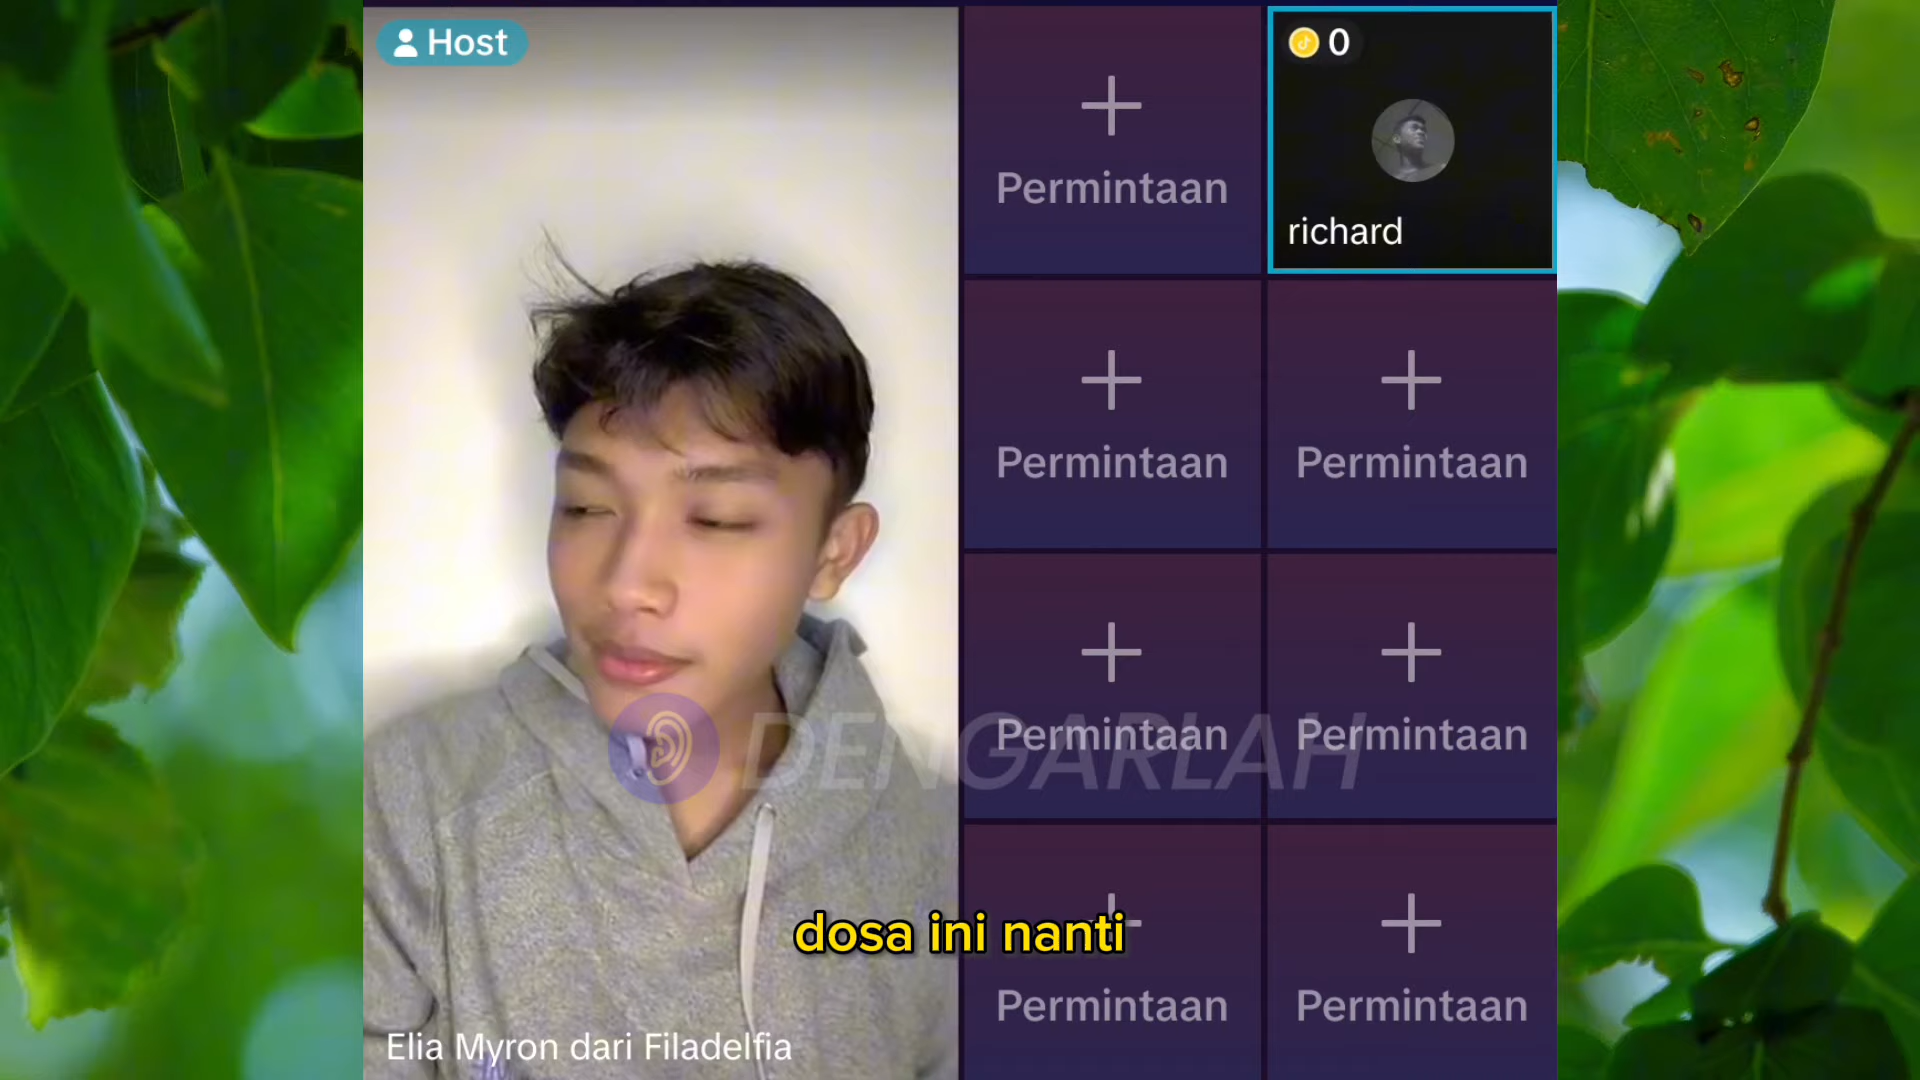 Host
Elia Myron dari Filadelfia
Permintaan
0
richard
Permintaan
Permintaan
Permintaan
Permintaan
Permintaan
Permintaan
DENGARLAH
dosa ini nanti